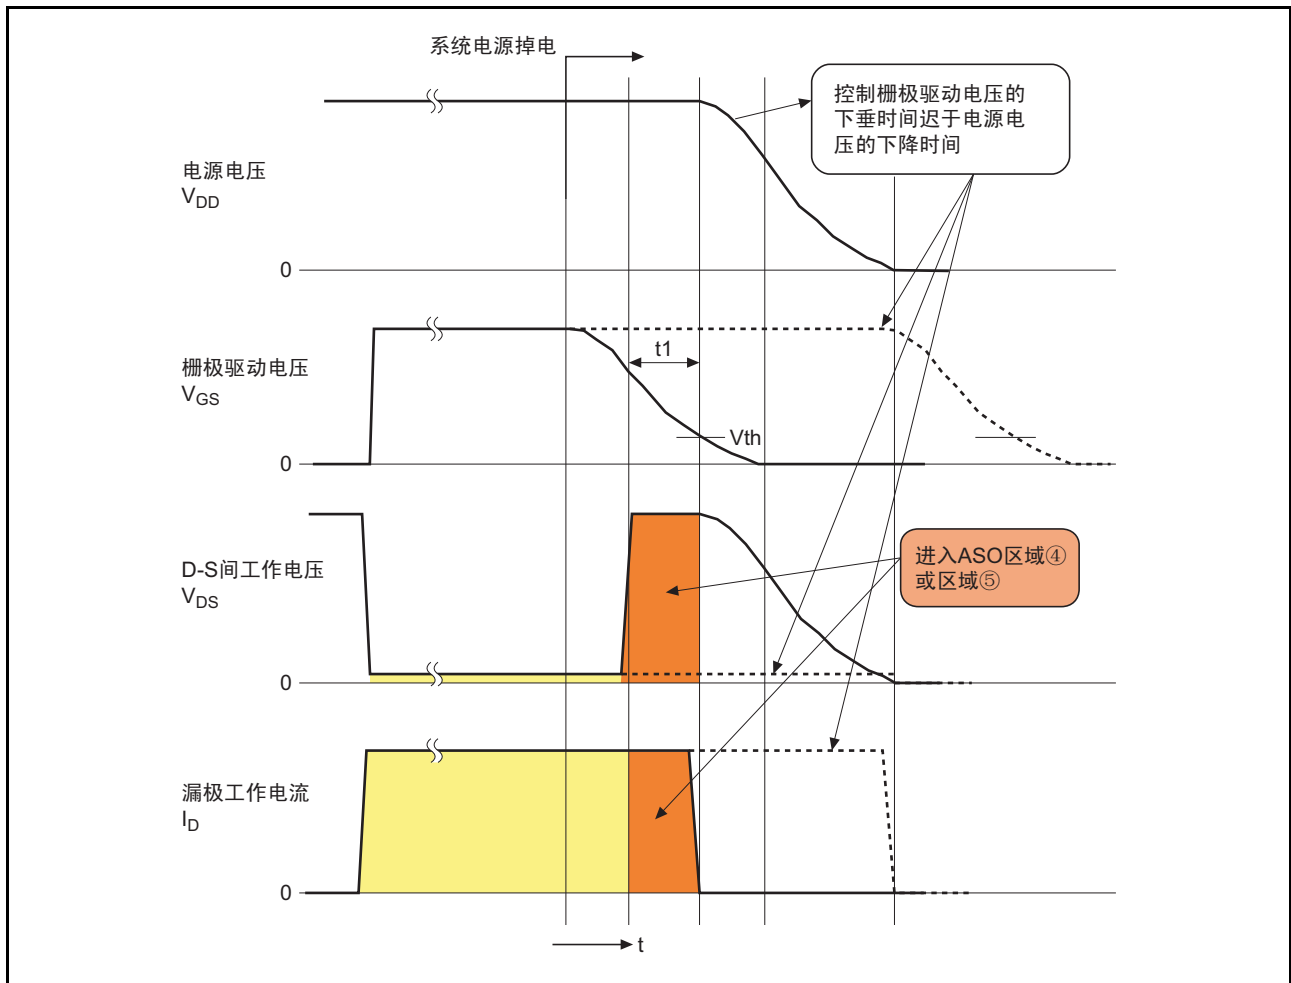 系统电源掉电
控制栅极驱动电压的
下垂时间迟于电源电
压的下降时间
电源电压
VDD
0
t1
栅极驱动电压
VGS
Vth
0
进入ASO区域④
或区域⑤
D-S间工作电压
VDS
0
漏极工作电流
ID
0
t